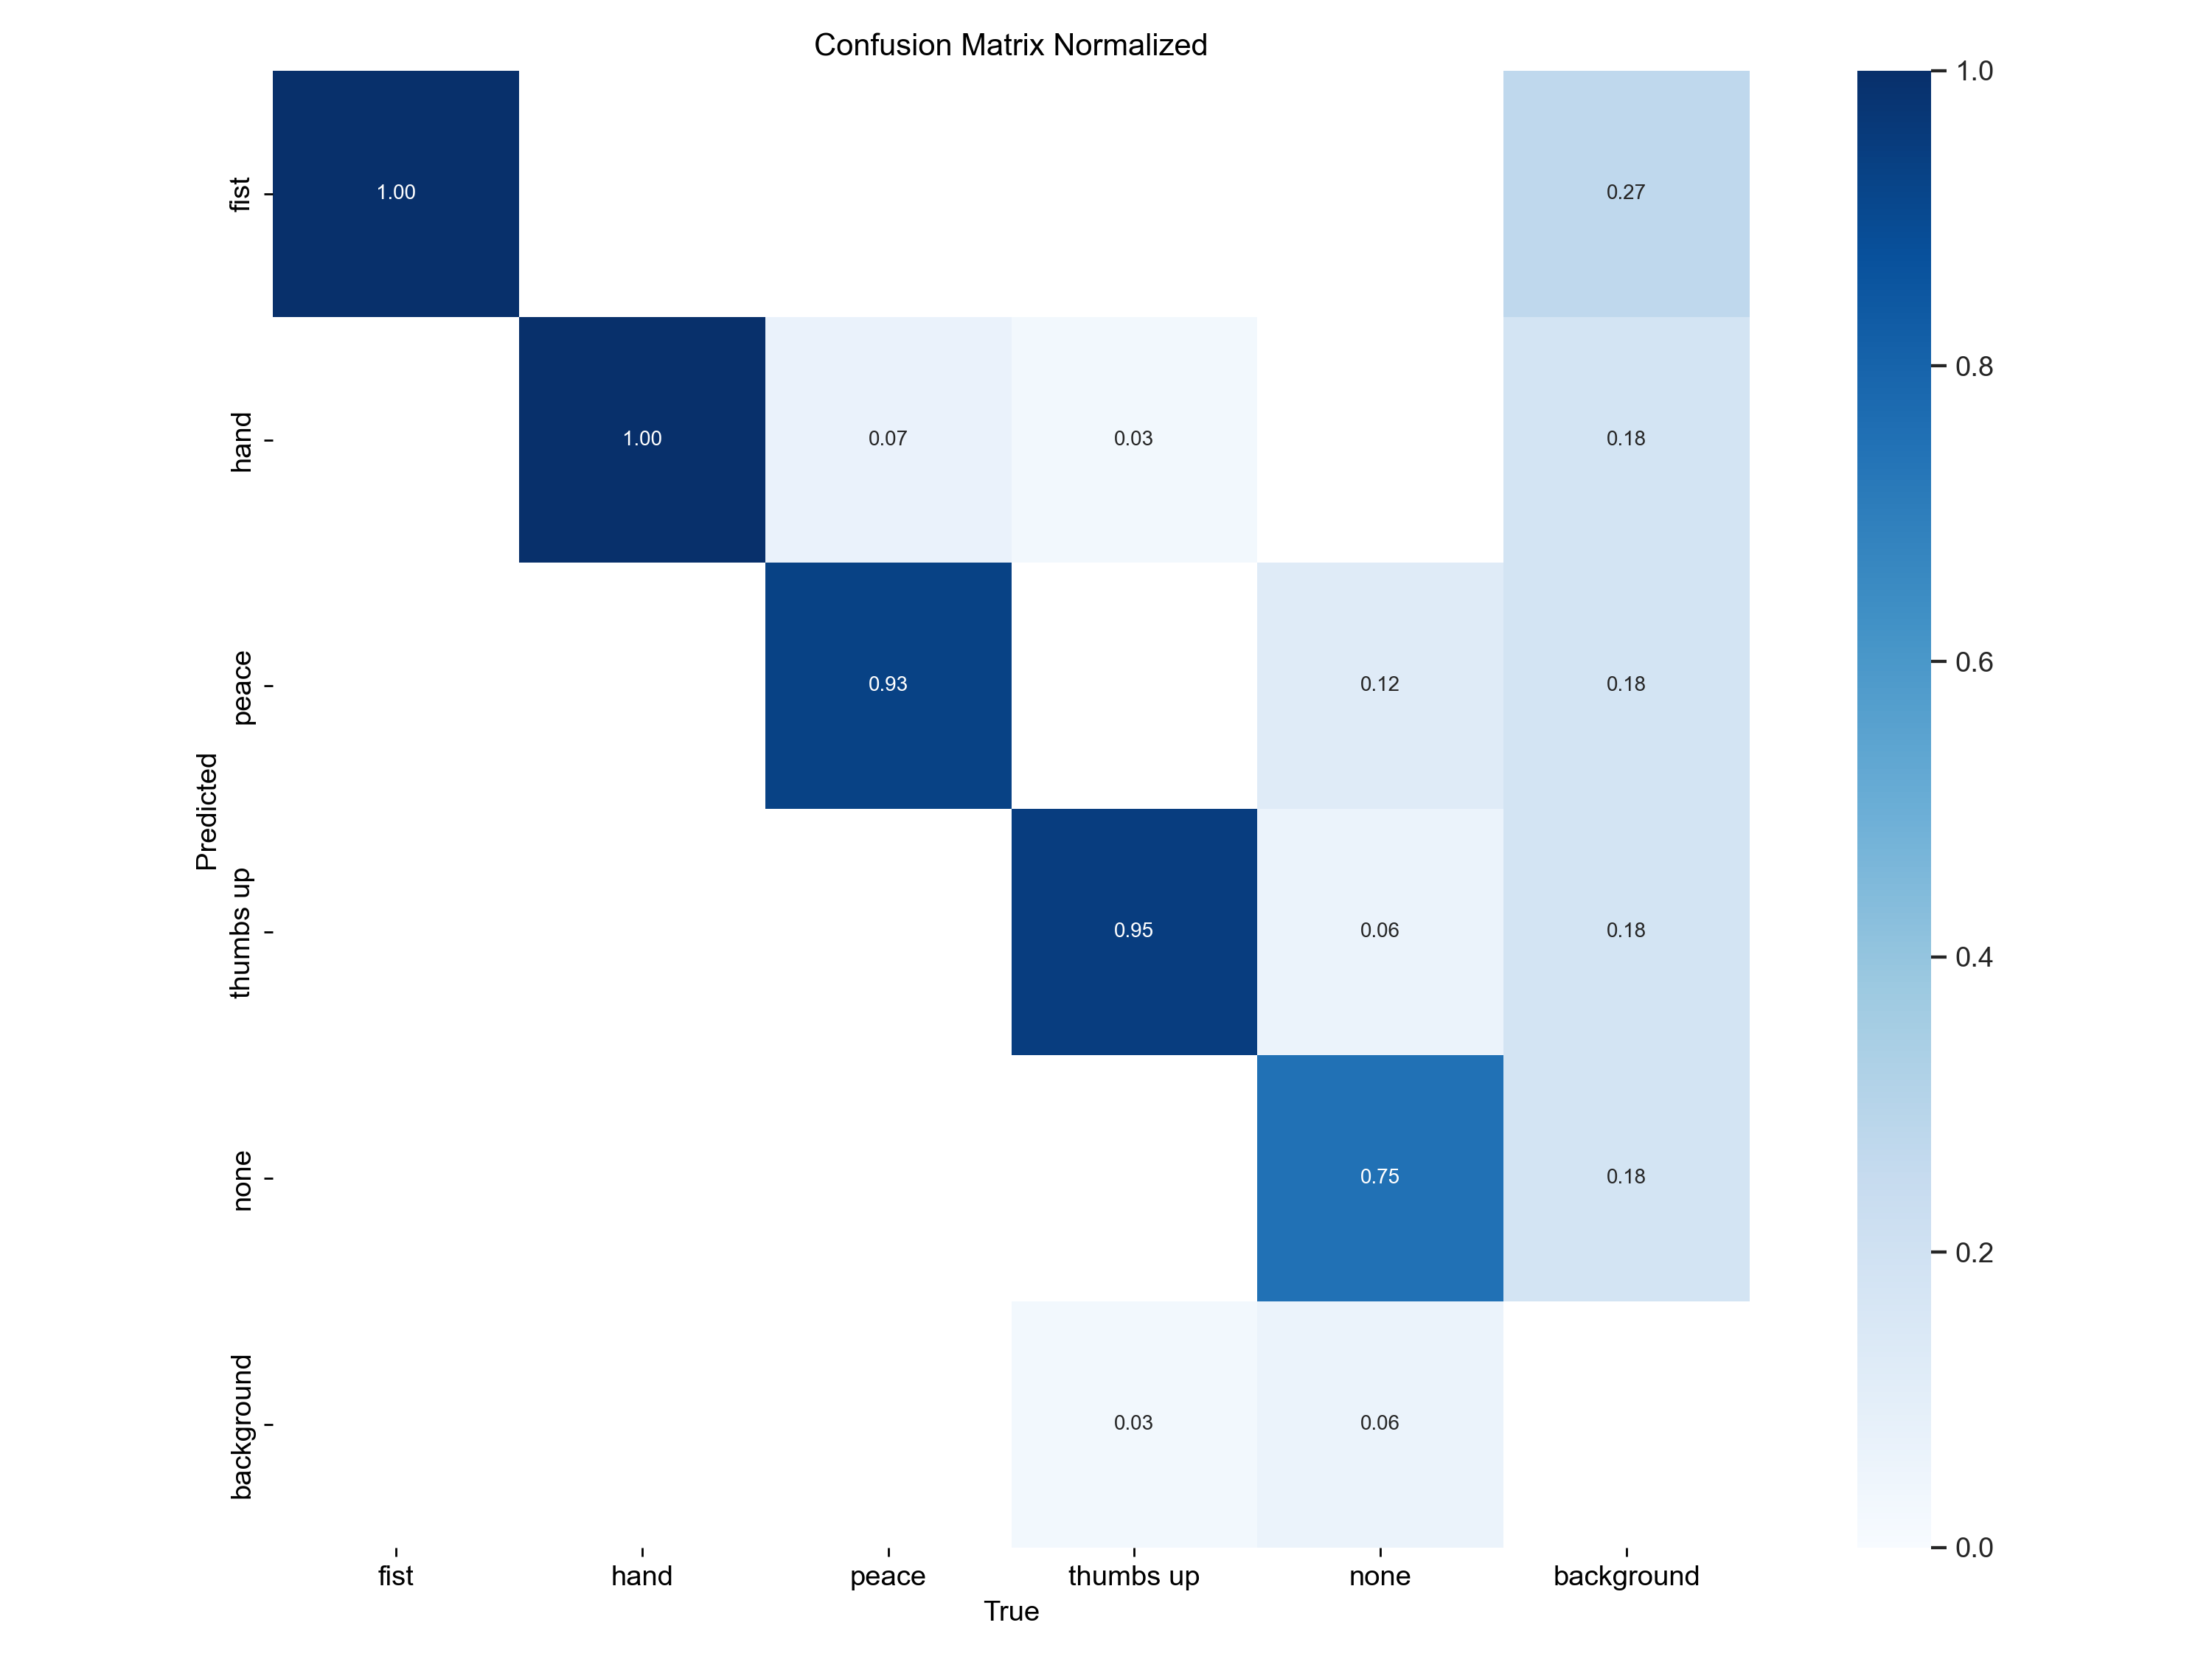 Confusion Matrix Normalized
1.0
fist
1.00
0.27
0.8
hand
1.00
0.07
0.03
0.18
0.6
peace
0.93
0.12
0.18
Predicted
thumbs up
0.95
0.06
0.18
0.4
none
0.75
0.18
0.2
background
0.03
0.06
0.0
fist
hand
peace
thumbs up
none
background
True